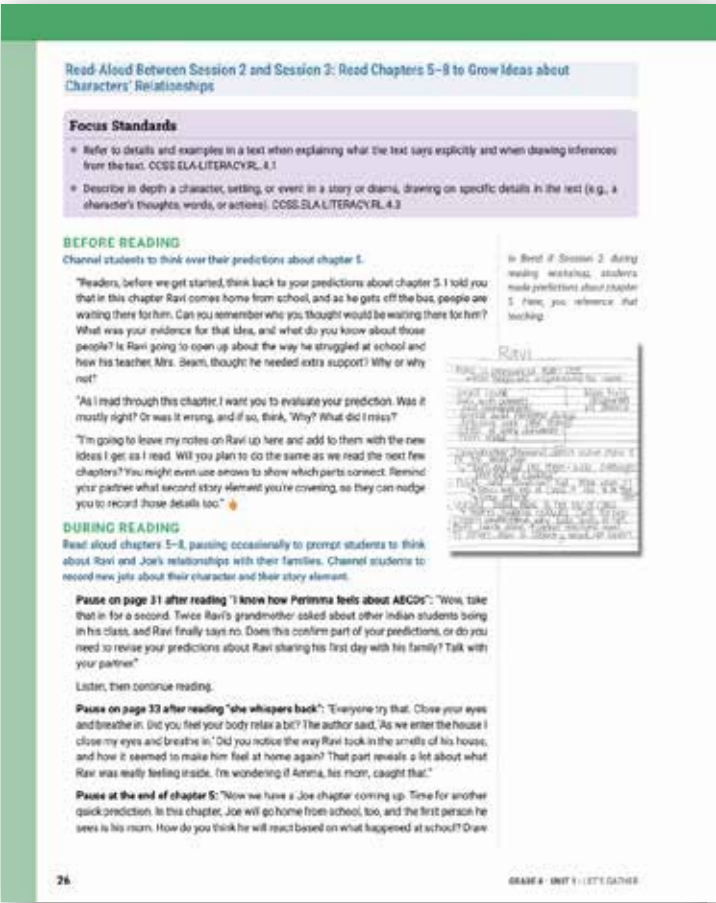 Read-Aloud Between Session 2 and Session 3: Read Chapters 5–8 to Grow Ideas about
Characters' Relationships
Focus Standards
• Refer to details and examples in a text when explaining what the text says explicitly and when drawing inferences
from the text. CCSS.ELA-LITERACY.RL.4.1
• Describe in depth a character, setting, or event in a story or drama, drawing on specific details in the text (e.g., a
character's thoughts, words, or actions). CCSS.ELA-LITERACY.RL.4.3
BEFORE READING
Channel students to think over their predictions about chapter 5.
"Readers, before we get started, think back to your predictions about chapter 5. I told you
that in this chapter Ravi comes home from school, and as he gets off the bus, people are
waiting there for him. Can you remember who you thought would be waiting there for him?
What was your evidence for that idea, and what do you know about those
people? Is Ravi going to open up about the way he struggled at school and
how his teacher, Mrs. Beam, thought he needed extra support? Why or why
not?
"As I read through this chapter, I want you to evaluate your prediction. Was it
mostly right? Or was it wrong, and if so, think, 'Why? What did I miss?'
"I'm going to leave my notes on Ravi up here and add to them with the new
ideas I get as I read. Will you plan to do the same as we read the next few
chapters? You might even use arrows to show which parts connect. Remind
your partner what second story element you're covering, so they can nudge
you to record those details too."
In Bend II Session 2, during
reading workshop, students
made predictions about chapter
5. Here, you reference that
teaching.
Ravi
DURING READING
Read aloud chapters 5–8, pausing occasionally to prompt students to think
about Ravi and Joe's relationships with their families. Channel students to
record new jots about their character and their story element.
Pause on page 31 after reading "I know how Perimma feels about ABCDs": "Wow, take
that in for a second. Twice Ravi's grandmother asked about other Indian students being
in his class, and Ravi finally says no. Does this confirm part of your predictions, or do you
need to revise your predictions about Ravi sharing his first day with his family? Talk with
your partner."
Listen, then continue reading.
Pause on page 33 after reading "she whispers back": "Everyone try that. Close your eyes
and breathe in. Did you feel your body relax a bit? The author said, 'As we enter the house I
close my eyes and breathe in.' Did you notice the way Ravi took in the smells of his house,
and how it seemed to make him feel at home again? That part reveals a lot about what
Ravi was really feeling inside. I'm wondering if Amma, his mom, caught that."
Pause at the end of chapter 5: "Now we have a Joe chapter coming up. Time for another
quick prediction. In this chapter, Joe will go home from school, too, and the first person he
sees is his mom. How do you think he will react based on what happened at school? Draw
26
GRADE 4 · UNIT 1 · LET'S GATHER